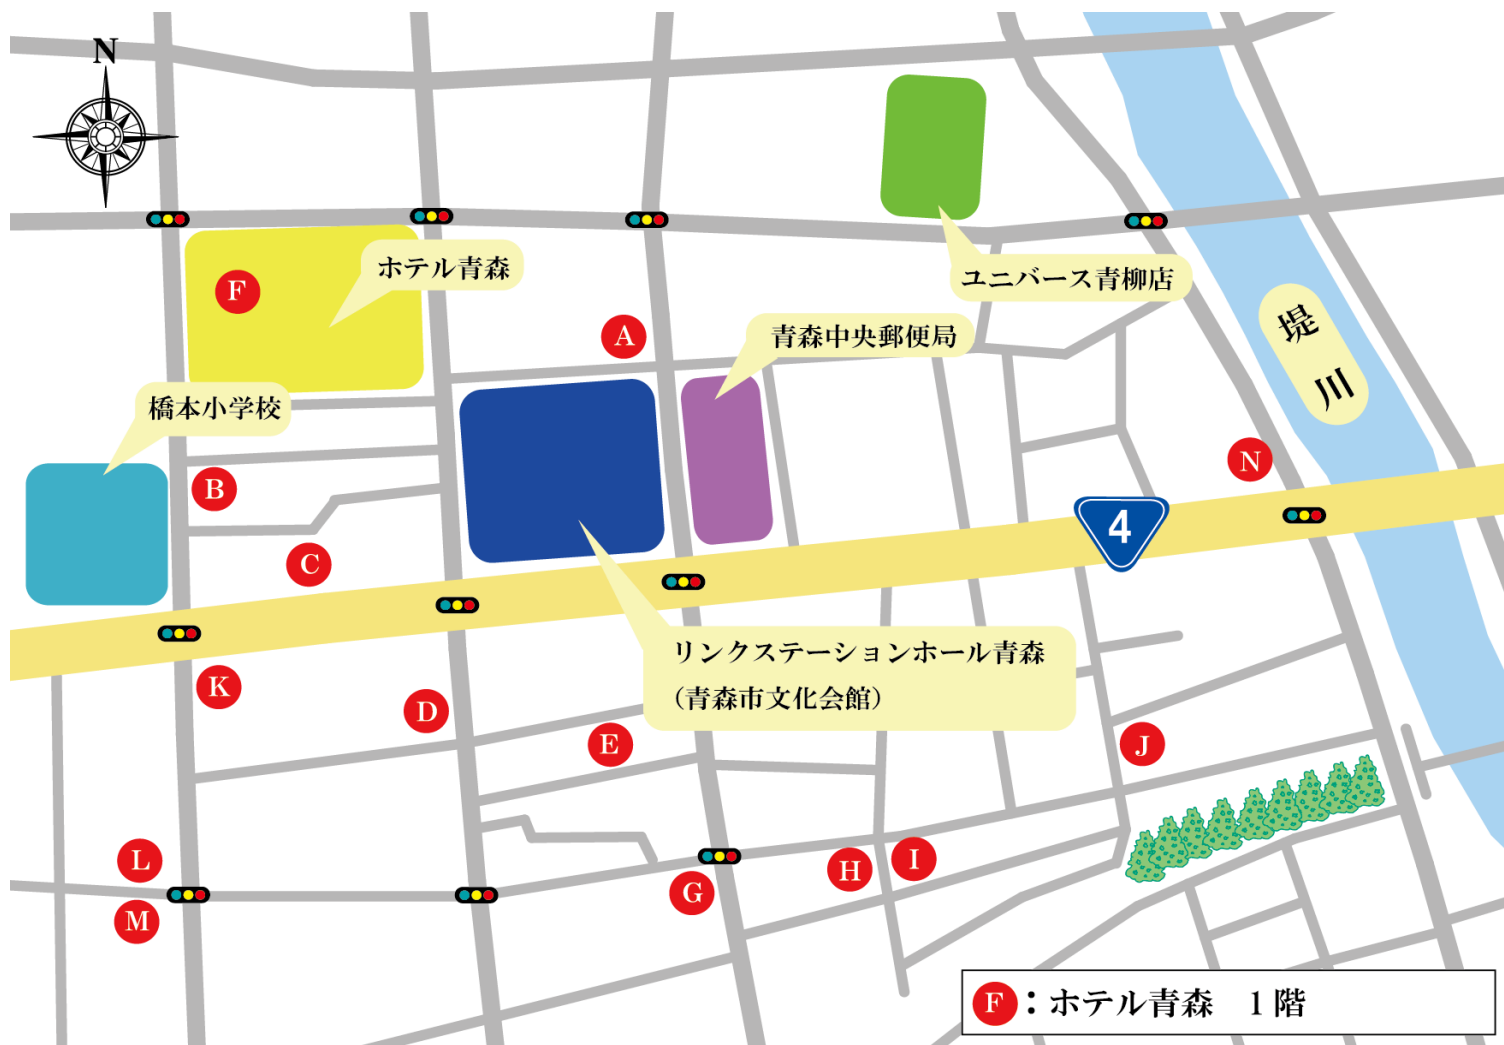 N
ホテル青森
F
ユニバース青柳店
堤
川
A
青森中央郵便局
橋本小学校
B
N
4
C
リンクステーションホール青森
（青森市文化会館）
K
D
E
J
L
H
I
G
M
F：ホテル青森　1階